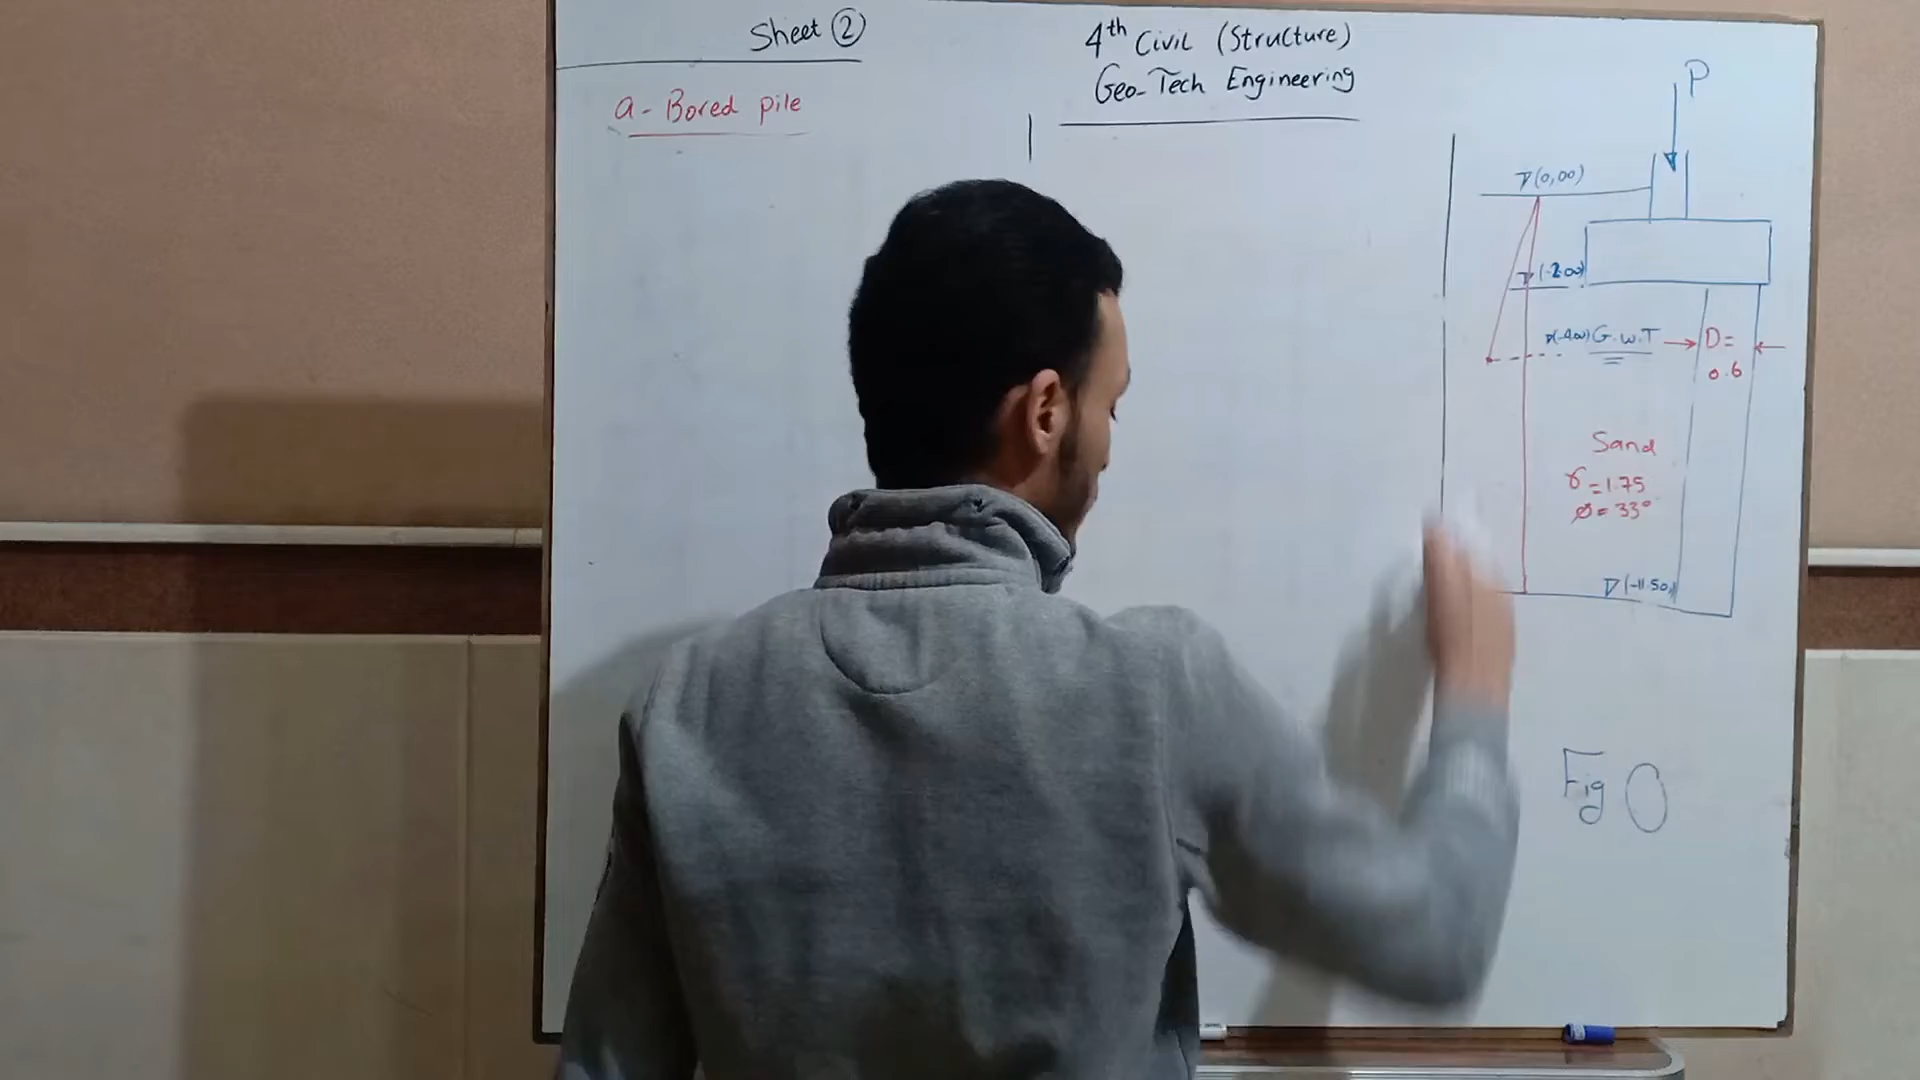 Sheet ②
a- Bored pile
4th Civil (Structure)
Geo-Tech Engineering
P
▽(0,00)
▽(-2.00)
▽(-4.00) G.W.T
D=
0.6
Sand
γ=1.75
ø= 33°
▽(-11.50)
Fig